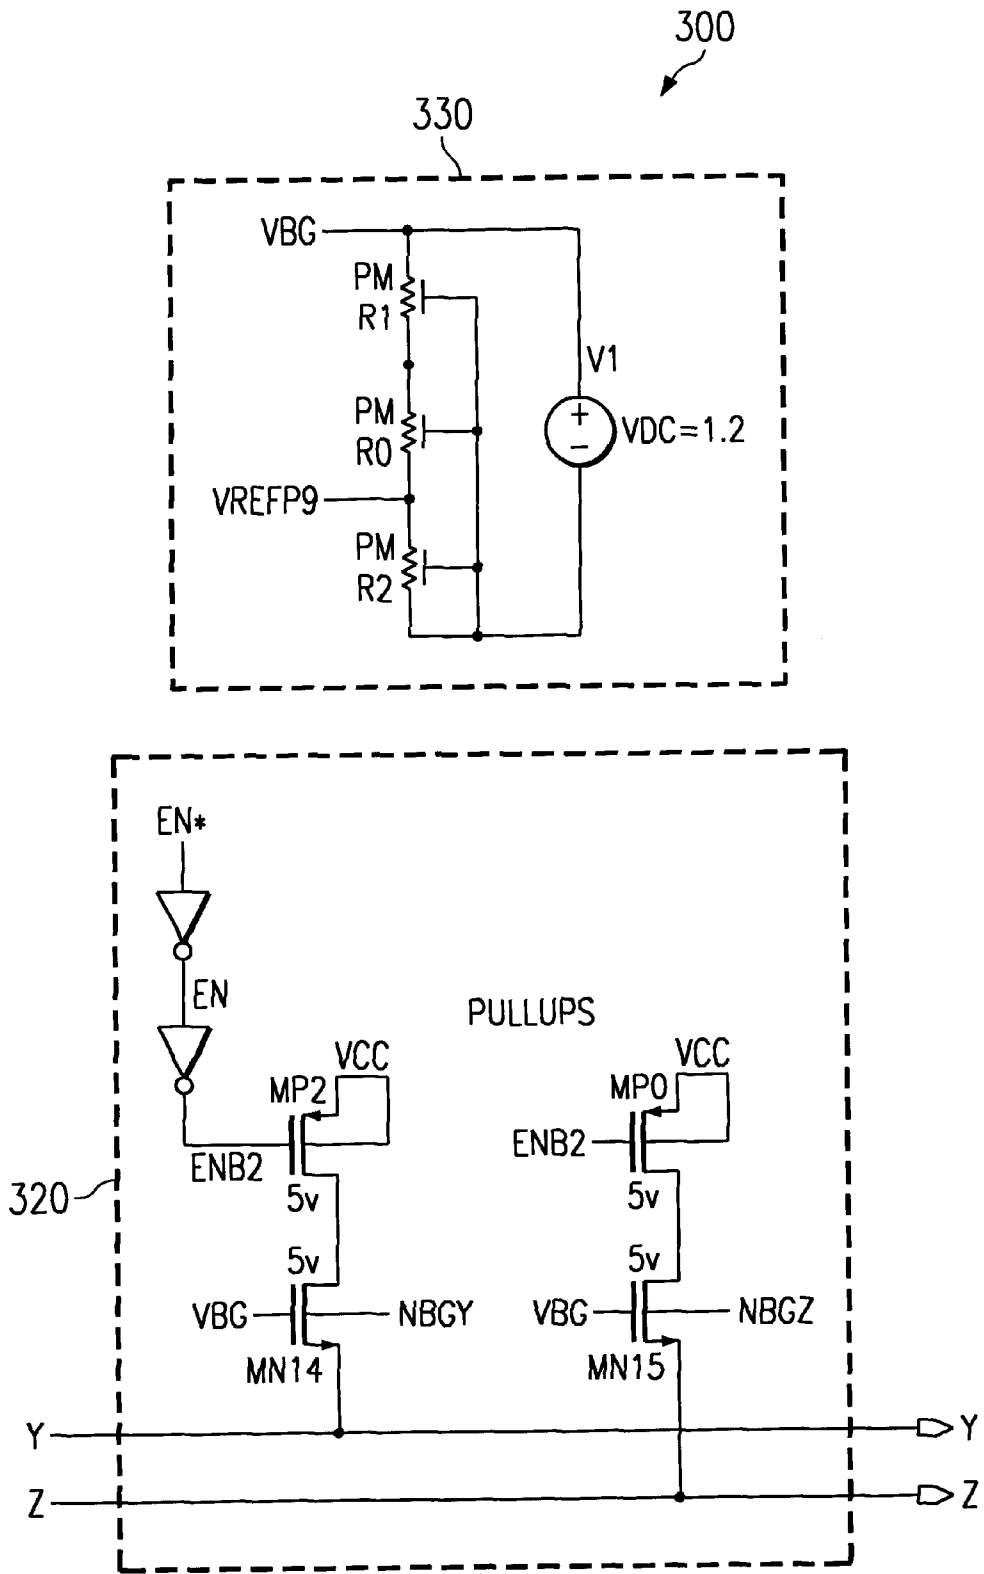 300
330
VBG
PM
R1
V1
PM
R0
+
−
VDC=1.2
VREFP9
PM
R2
EN*
EN
PULLUPS
VCC
VCC
MP2
MP0
ENB2
ENB2
320
5v
5v
5v
5v
VBG
NBGY
VBG
NBGZ
MN14
MN15
Y
Y
Z
Z